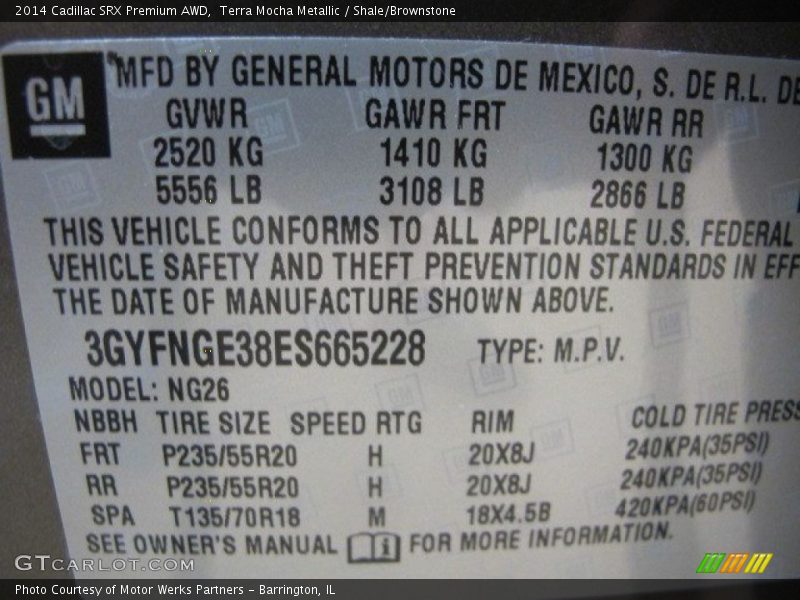 2014 Cadillac SRX Premium AWD,  Terra Mocha Metallic / Shale/Brownstone
GM
MFD BY GENERAL MOTORS DE MEXICO, S. DE R.L. DE
GVWR GAWR FRT GAWR RR
2520 KG 1410 KG 1300 KG
5556 LB 3108 LB 2866 LB
THIS VEHICLE CONFORMS TO ALL APPLICABLE U.S. FEDERAL
VEHICLE SAFETY AND THEFT PREVENTION STANDARDS IN EFF
THE DATE OF MANUFACTURE SHOWN ABOVE.
3GYFNGE38ES665228 TYPE: M.P.V.
MODEL: NG26
NBBH TIRE SIZE SPEED RTG RIM COLD TIRE PRESS
FRT P235/55R20 H 20X8J 240KPA(35PSI)
RR P235/55R20 H 20X8J 240KPA(35PSI)
SPA T135/70R18 M 18X4.5B 420KPA(60PSI)
SEE OWNER'S MANUAL i FOR MORE INFORMATION.
GTCARLOT.COM
Photo Courtesy of Motor Werks Partners - Barrington, IL